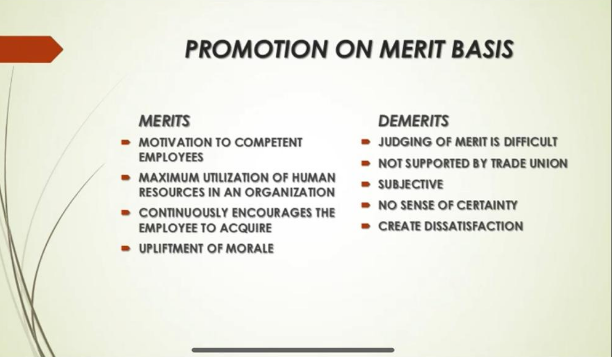 PROMOTION ON MERIT BASIS
MERITS
MOTIVATION TO COMPETENT
EMPLOYEES
MAXIMUM UTILIZATION OF HUMAN
RESOURCES IN AN ORGANIZATION
CONTINUOUSLY ENCOURAGES THE
EMPLOYEE TO ACQUIRE
UPLIFTMENT OF MORALE
DEMERITS
JUDGING OF MERIT IS DIFFICULT
NOT SUPPORTED BY TRADE UNION
SUBJECTIVE
NO SENSE OF CERTAINTY
CREATE DISSATISFACTION